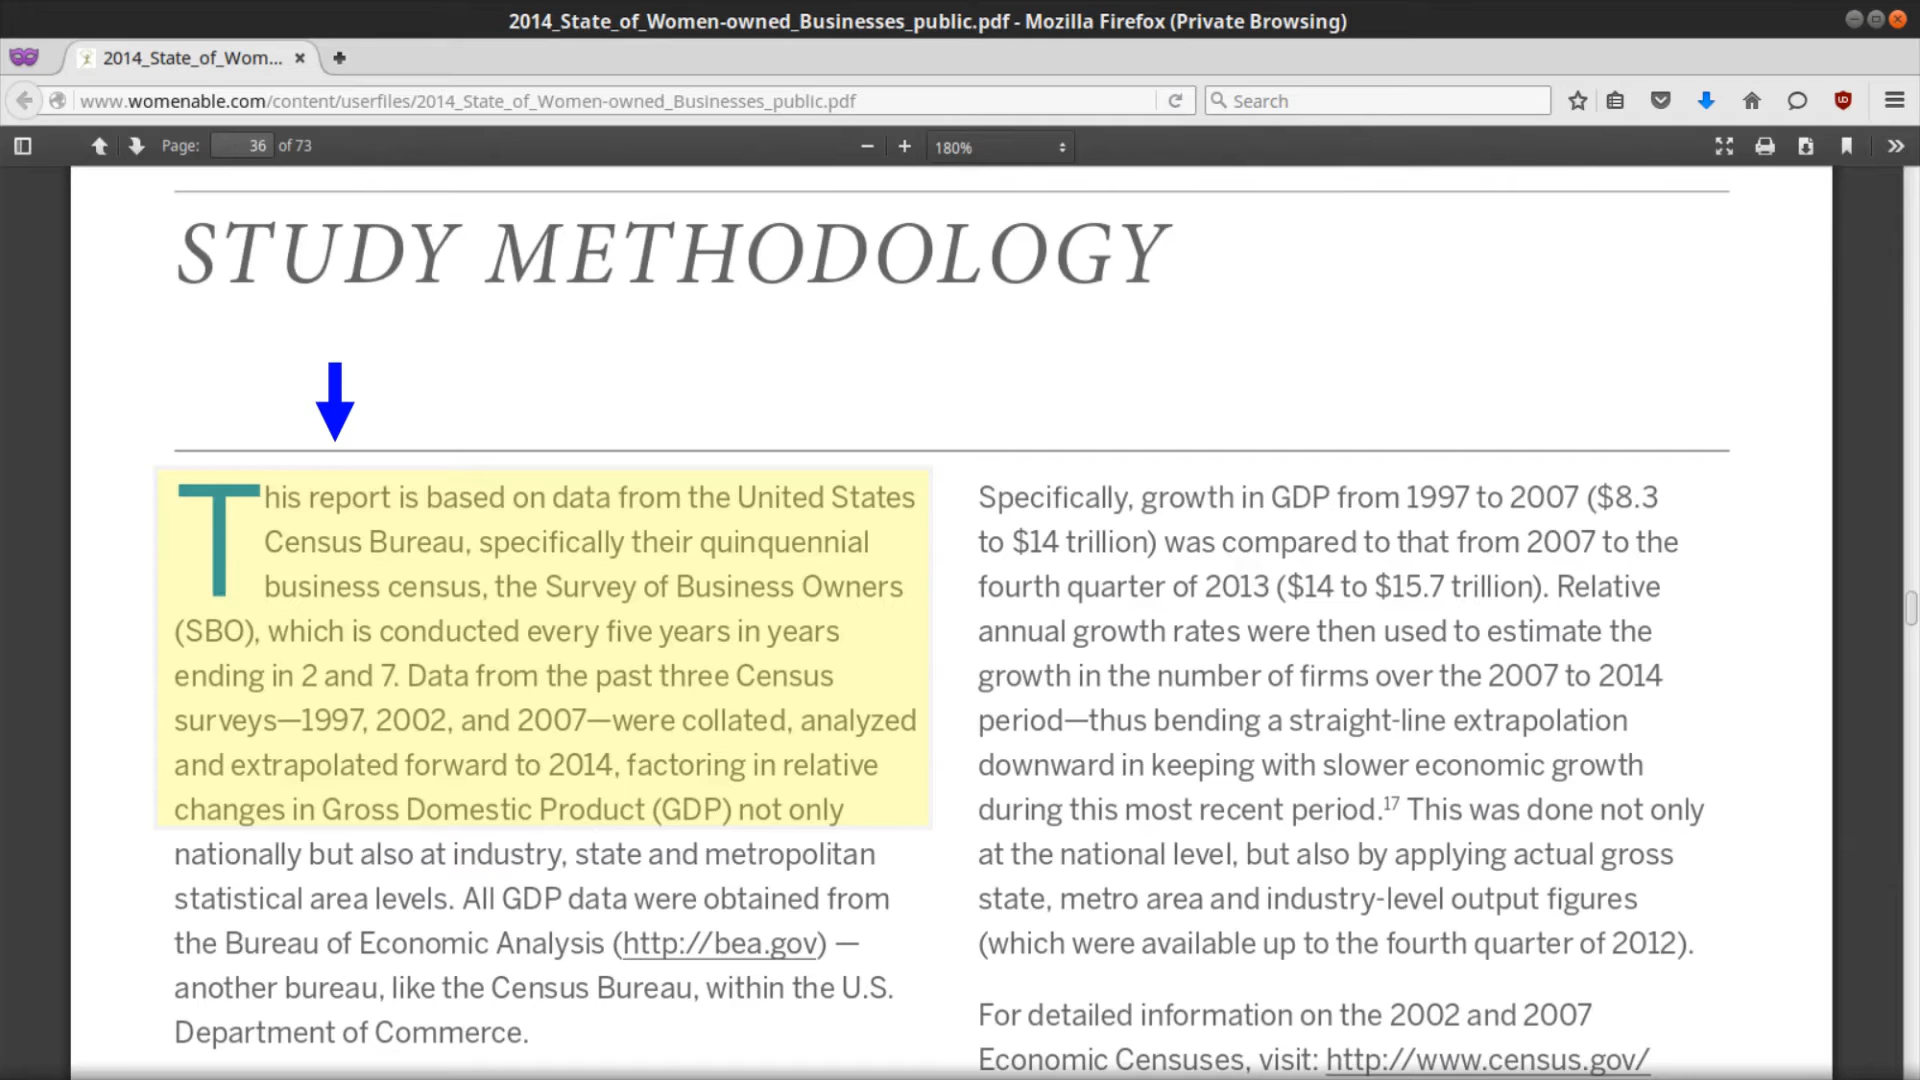 2014_State_of_Women-owned_Businesses_public.pdf - Mozilla Firefox (Private Browsing)
2014_State_of_Wom...
www.womenable.com/content/userfiles/2014_State_of_Women-owned_Businesses_public.pdf
Search
Page: 36 of 73
180%
STUDY METHODOLOGY
This report is based on data from the United States
Census Bureau, specifically their quinquennial
business census, the Survey of Business Owners
(SBO), which is conducted every five years in years
ending in 2 and 7. Data from the past three Census
surveys—1997, 2002, and 2007—were collated, analyzed
and extrapolated forward to 2014, factoring in relative
changes in Gross Domestic Product (GDP) not only
nationally but also at industry, state and metropolitan
statistical area levels. All GDP data were obtained from
the Bureau of Economic Analysis (http://bea.gov) —
another bureau, like the Census Bureau, within the U.S.
Department of Commerce.
Specifically, growth in GDP from 1997 to 2007 ($8.3
to $14 trillion) was compared to that from 2007 to the
fourth quarter of 2013 ($14 to $15.7 trillion). Relative
annual growth rates were then used to estimate the
growth in the number of firms over the 2007 to 2014
period—thus bending a straight-line extrapolation
downward in keeping with slower economic growth
during this most recent period.17 This was done not only
at the national level, but also by applying actual gross
state, metro area and industry-level output figures
(which were available up to the fourth quarter of 2012).
For detailed information on the 2002 and 2007
Economic Censuses, visit: http://www.census.gov/